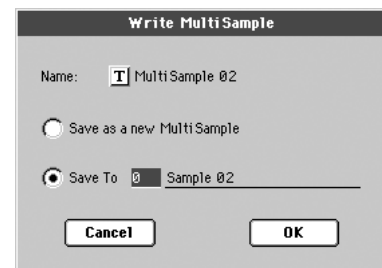 Write MultiSample
Name: T MultiSample 02
Save as a new MultiSample
Save To 0 Sample 02
Cancel OK